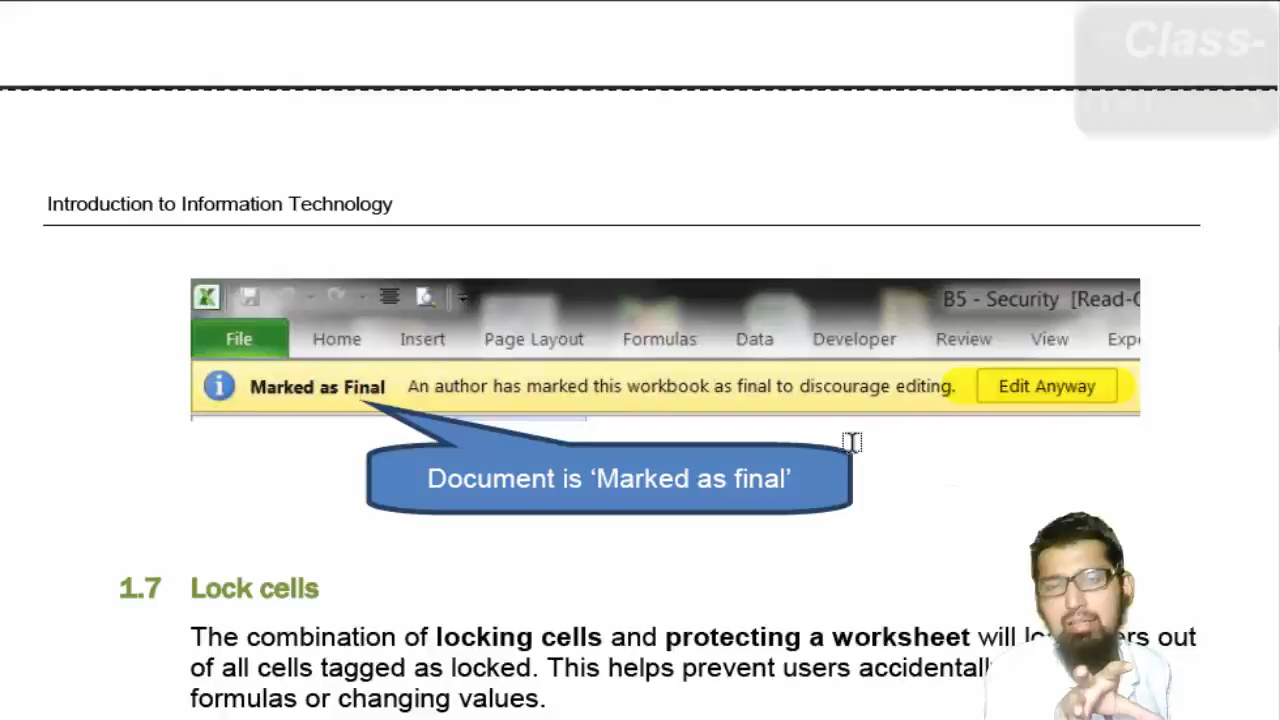 Class-
Introduction to Information Technology
B5 - Security [Read-
File Home Insert Page Layout Formulas Data Developer Review View
Marked as Final An author has marked this workbook as final to discourage editing. Edit Anyway
Document is ‘Marked as final’
1.7 Lock cells
The combination of locking cells and protecting a worksheet will out
of all cells tagged as locked. This helps prevent users
formulas or changing values.